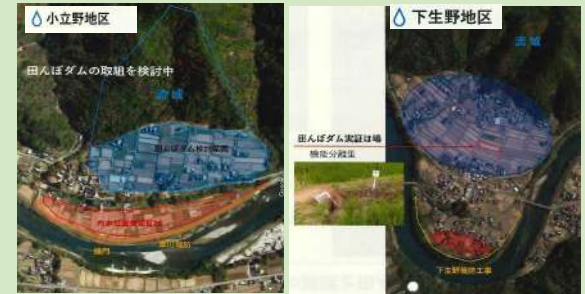 小立野地区
田んぼダムの取組を検討中
流域
田んぼダム検討範囲
樋門
下生野地区
流域
田んぼダム実証ほ場
機能分離型
下生野築堤工事